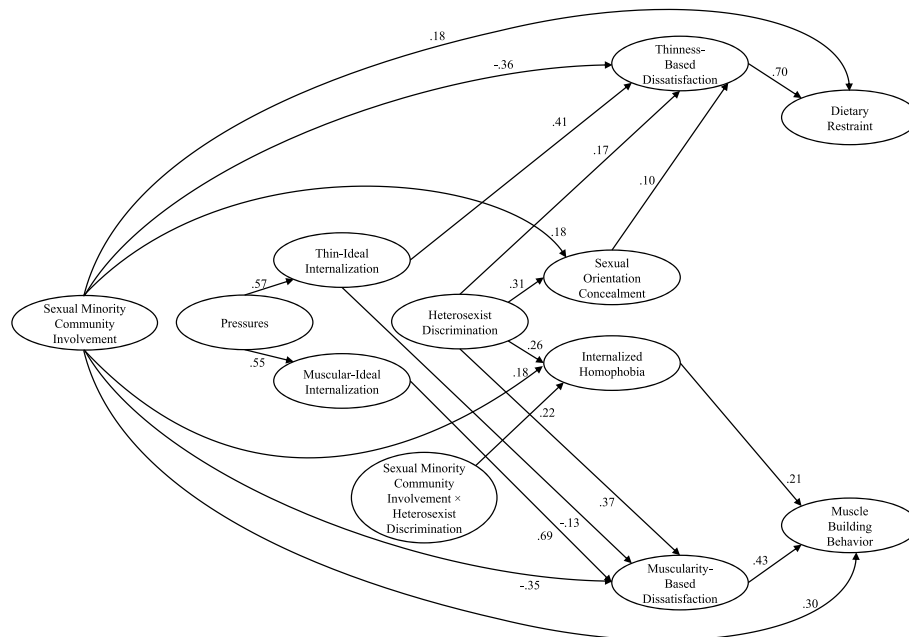 .18
Thinness-
Based
Dissatisfaction
-.36
.70
Dietary
Restraint
.41
.17
.10
.18
Thin-Ideal
Internalization
Sexual
Orientation
Concealment
.57
.31
Sexual Minority
Community
Involvement
Pressures
Heterosexist
Discrimination
.26
Internalized
Homophobia
.55
Muscular-Ideal
Internalization
.18
.22
Sexual Minority
Community
Involvement ×
Heterosexist
Discrimination
.37
.21
Muscle
Building
Behavior
-.13
.69
.43
Muscularity-
Based
Dissatisfaction
-.35
.30